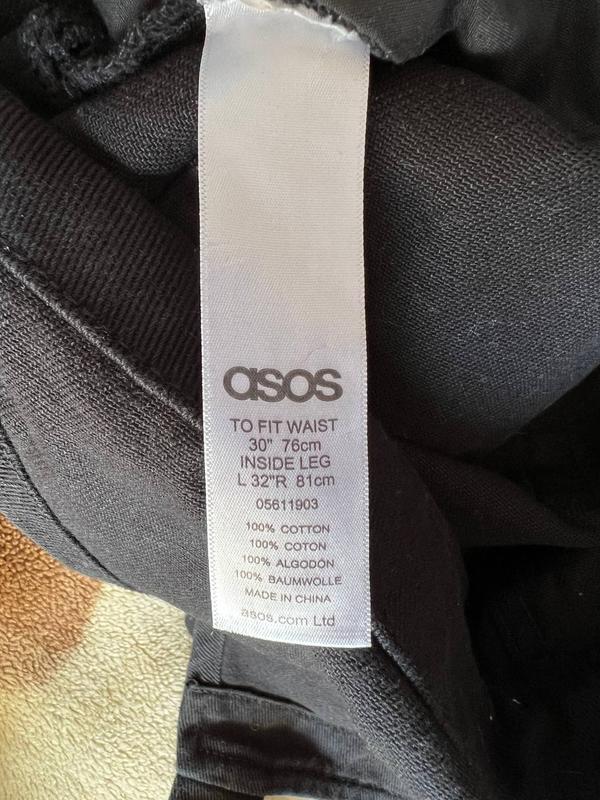 asos
TO FIT WAIST
30" 76cm
INSIDE LEG
L 32"R 81cm
05611903
100% COTTON
100% COTON
100% ALGODÓN
100% BAUMWOLLE
MADE IN CHINA
asos.com Ltd